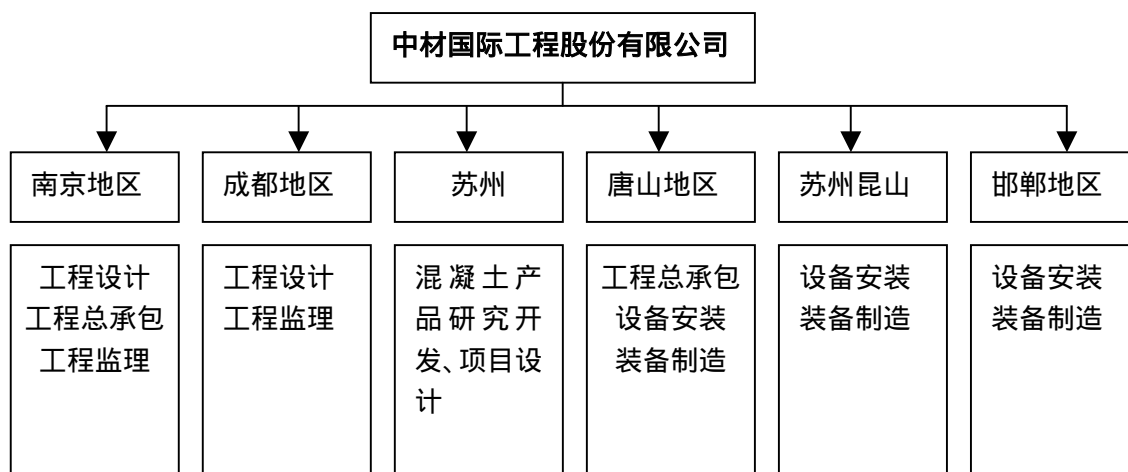 中材国际工程股份有限公司
南京地区
成都地区
苏州
唐山地区
苏州昆山
邯郸地区
工程设计
工程总承包
工程监理
工程设计
工程监理
混凝土产
品研究开
发、项目设
计
工程总承包
设备安装
装备制造
设备安装
装备制造
设备安装
装备制造